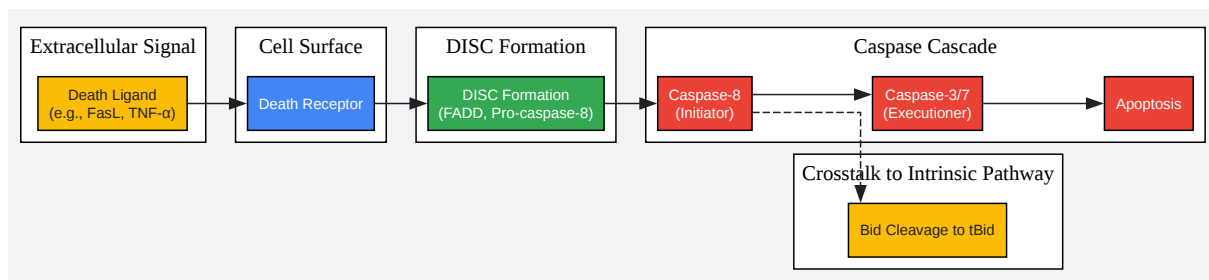 Extracellular Signal
Death Ligand
(e.g., FasL, TNF-α)
Cell Surface
Death Receptor
DISC Formation
DISC Formation
(FADD, Pro-caspase-8)
Caspase Cascade
Caspase-8
(Initiator)
Caspase-3/7
(Executioner)
Apoptosis
Crosstalk to Intrinsic Pathway
Bid Cleavage to tBid